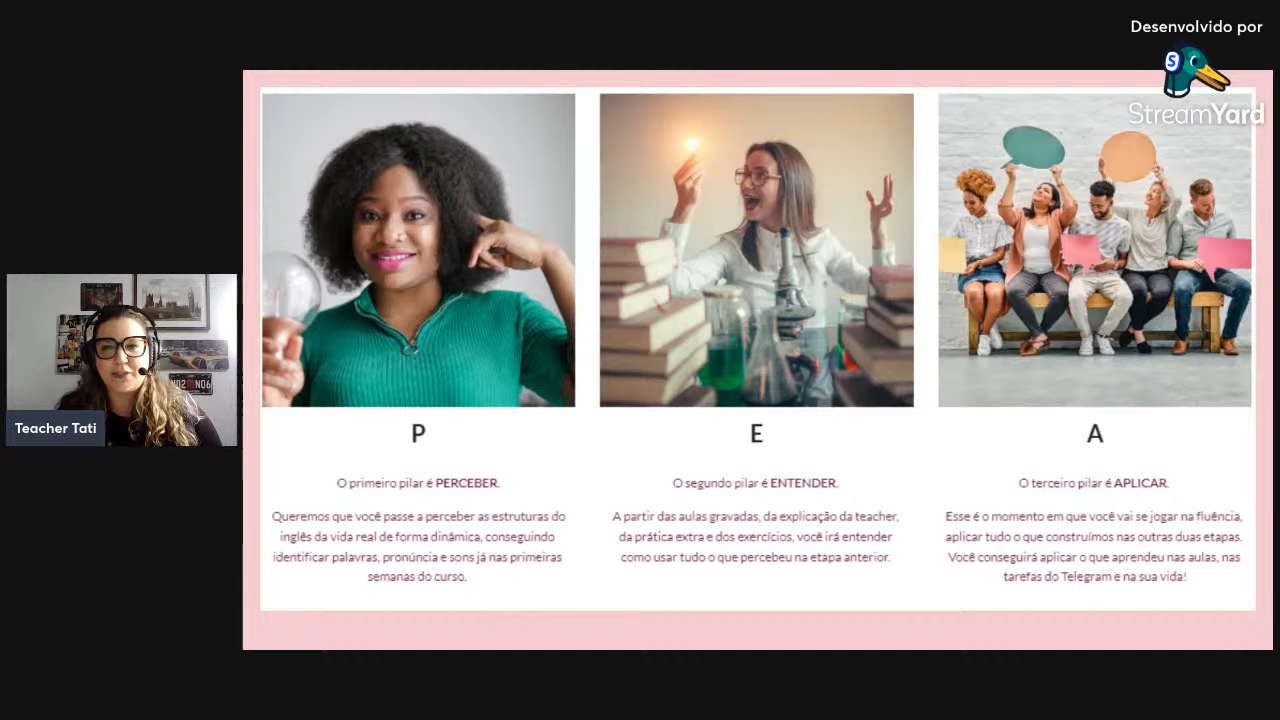 Desenvolvido por
StreamYard
Teacher Tati
P
O primeiro pilar é PERCEBER.
Queremos que você passe a perceber as estruturas do
inglês da vida real de forma dinâmica, conseguindo
identificar palavras, pronúncia e sons já nas primeiras
semanas do curso.
E
O segundo pilar é ENTENDER.
A partir das aulas gravadas, da explicação da teacher,
da prática extra e dos exercícios, você irá entender
como usar tudo o que percebeu na etapa anterior.
A
O terceiro pilar é APLICAR.
Esse é o momento em que você vai se jogar na fluência,
aplicar tudo o que construímos nas outras duas etapas.
Você conseguirá aplicar o que aprendeu nas aulas, nas
tarefas do Telegram e na sua vida!